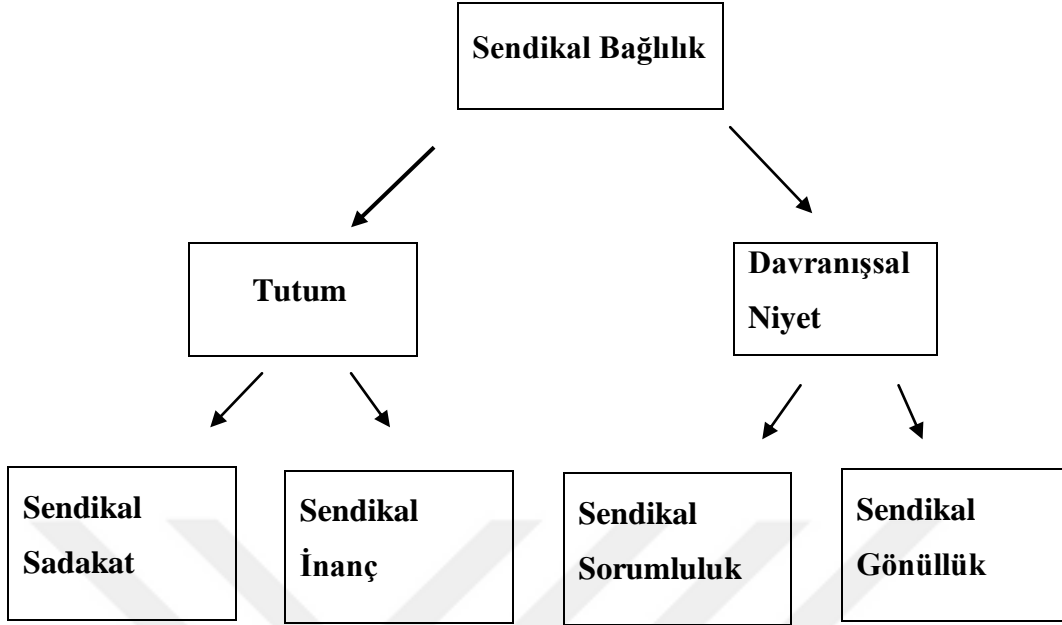 Sendikal Bağlılık
Tutum
Davranışsal
Niyet
Sendikal
Sadakat
Sendikal
İnanç
Sendikal
Sorumluluk
Sendikal
Gönüllük